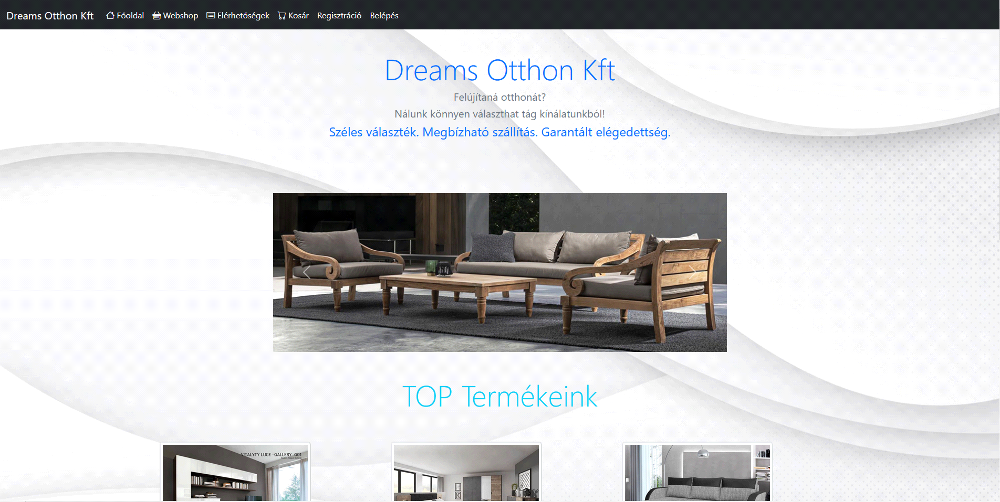 Dreams Otthon Kft Főoldal Webshop Elérhetőségek Kosár Regisztráció Belépés
Dreams Otthon Kft
Felújítaná otthonát?
Nálunk könnyen választhat tág kínálatunkból!
Széles választék. Megbízható szállítás. Garantált elégedettség.
TOP Termékeink
VITALYTY LUCE - GALLERY G01